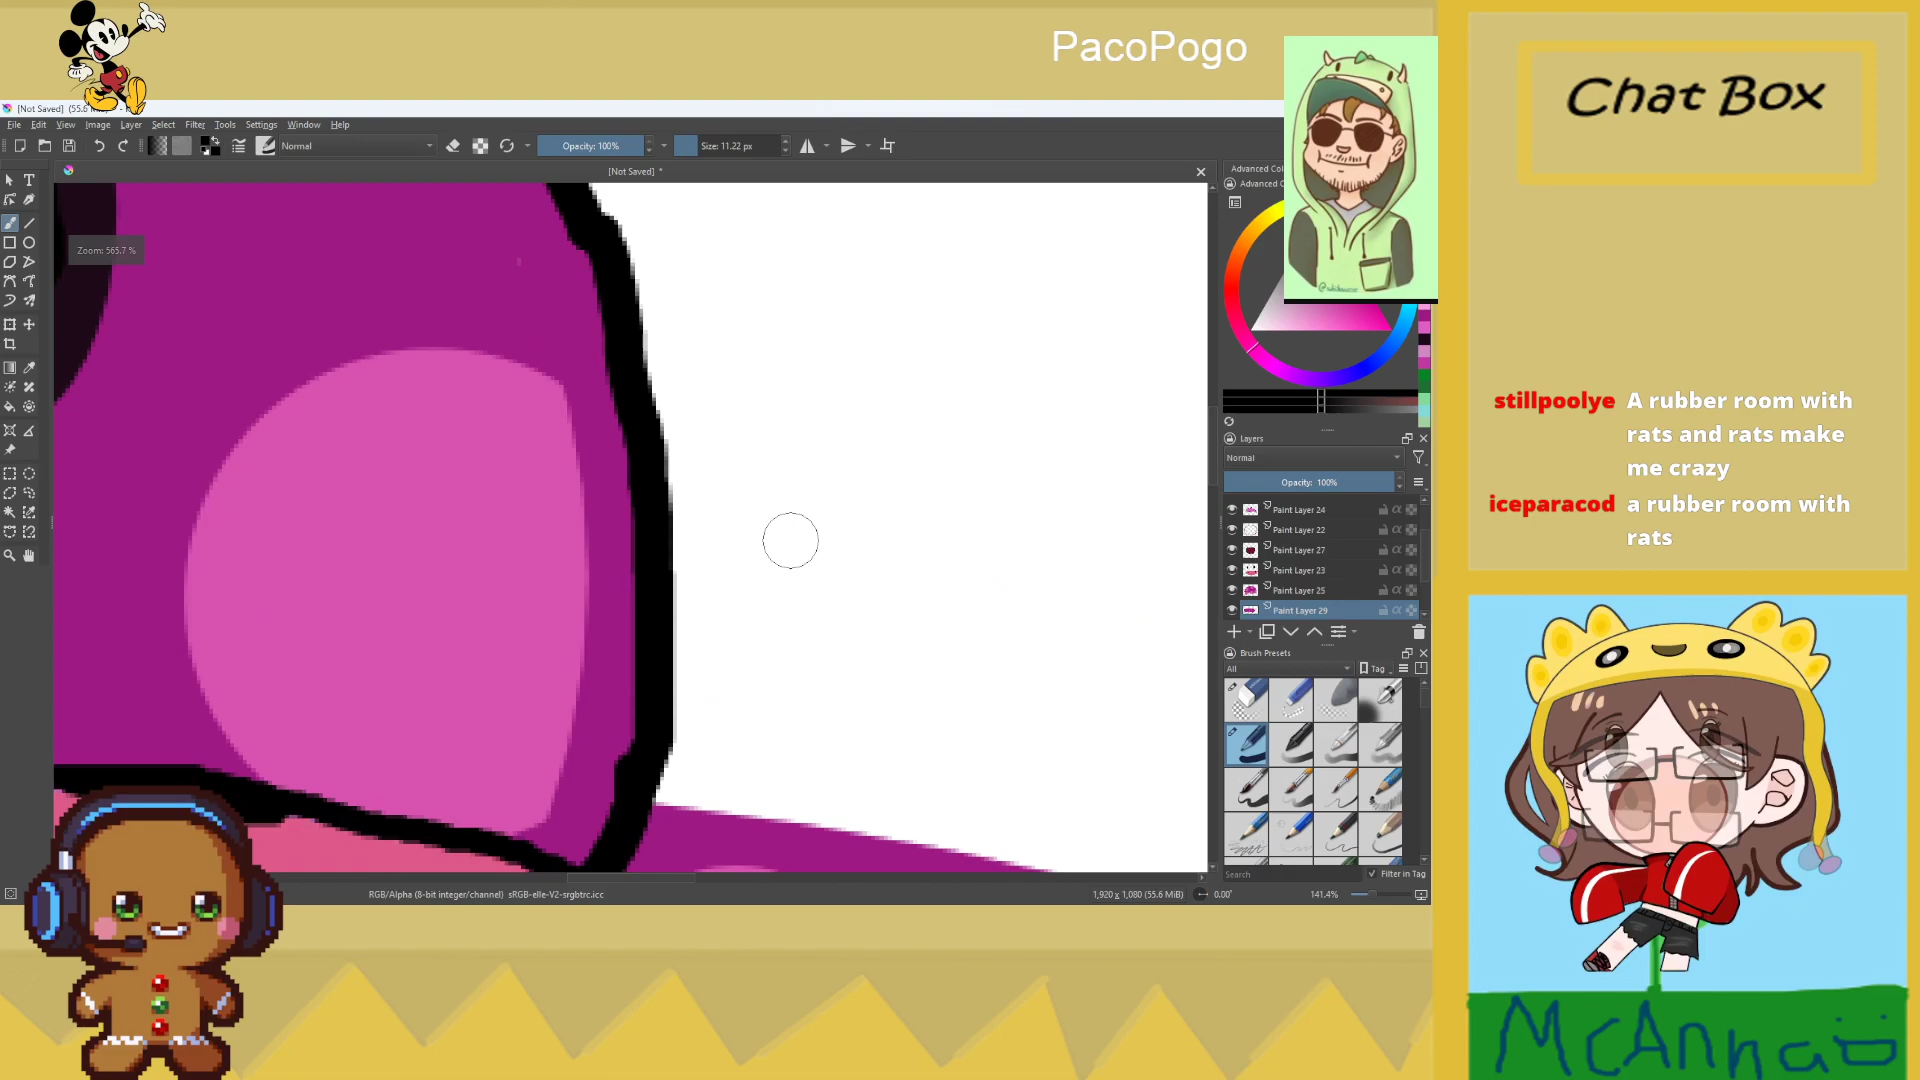 PacoPogo
Chat Box
[Not Saved] (55.6
File Edit View Image Layer Select Filter Tools Settings Window Help
Normal
Opacity: 100%
Size: 11.22 px
[Not Saved] *
Zoom: 565.7 %
Advanced Col
Advanced C
Layers
Normal
Opacity: 100%
Paint Layer 24
Paint Layer 22
Paint Layer 27
Paint Layer 23
Paint Layer 25
Paint Layer 29
Brush Presets
All
Tag
Search
Filter in Tag
RGB/Alpha (8-bit integer/channel) sRGB-elle-V2-srgbtrc.icc
1,920 x 1,080 (55.6 MiB)
0.00°
141.4%
stillpoolye A rubber room with
rats and rats make
me crazy
iceparacod a rubber room with
rats
McAnna